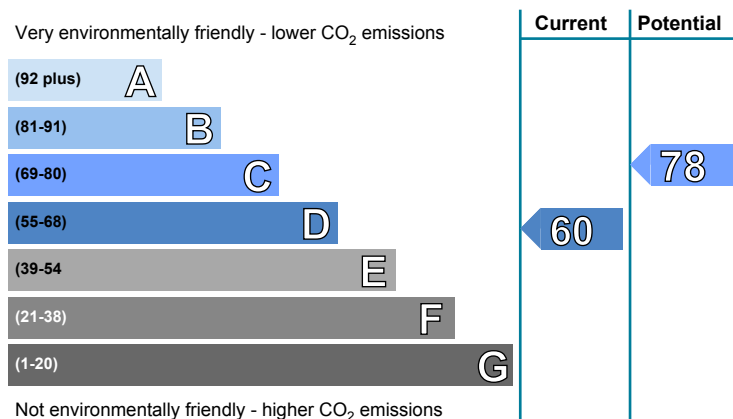 Current Potential
Very environmentally friendly - lower CO₂ emissions
(92 plus) A
(81-91) B
(69-80) C
78
(55-68) D
60
(39-54 E
(21-38) F
(1-20) G
Not environmentally friendly - higher CO₂ emissions